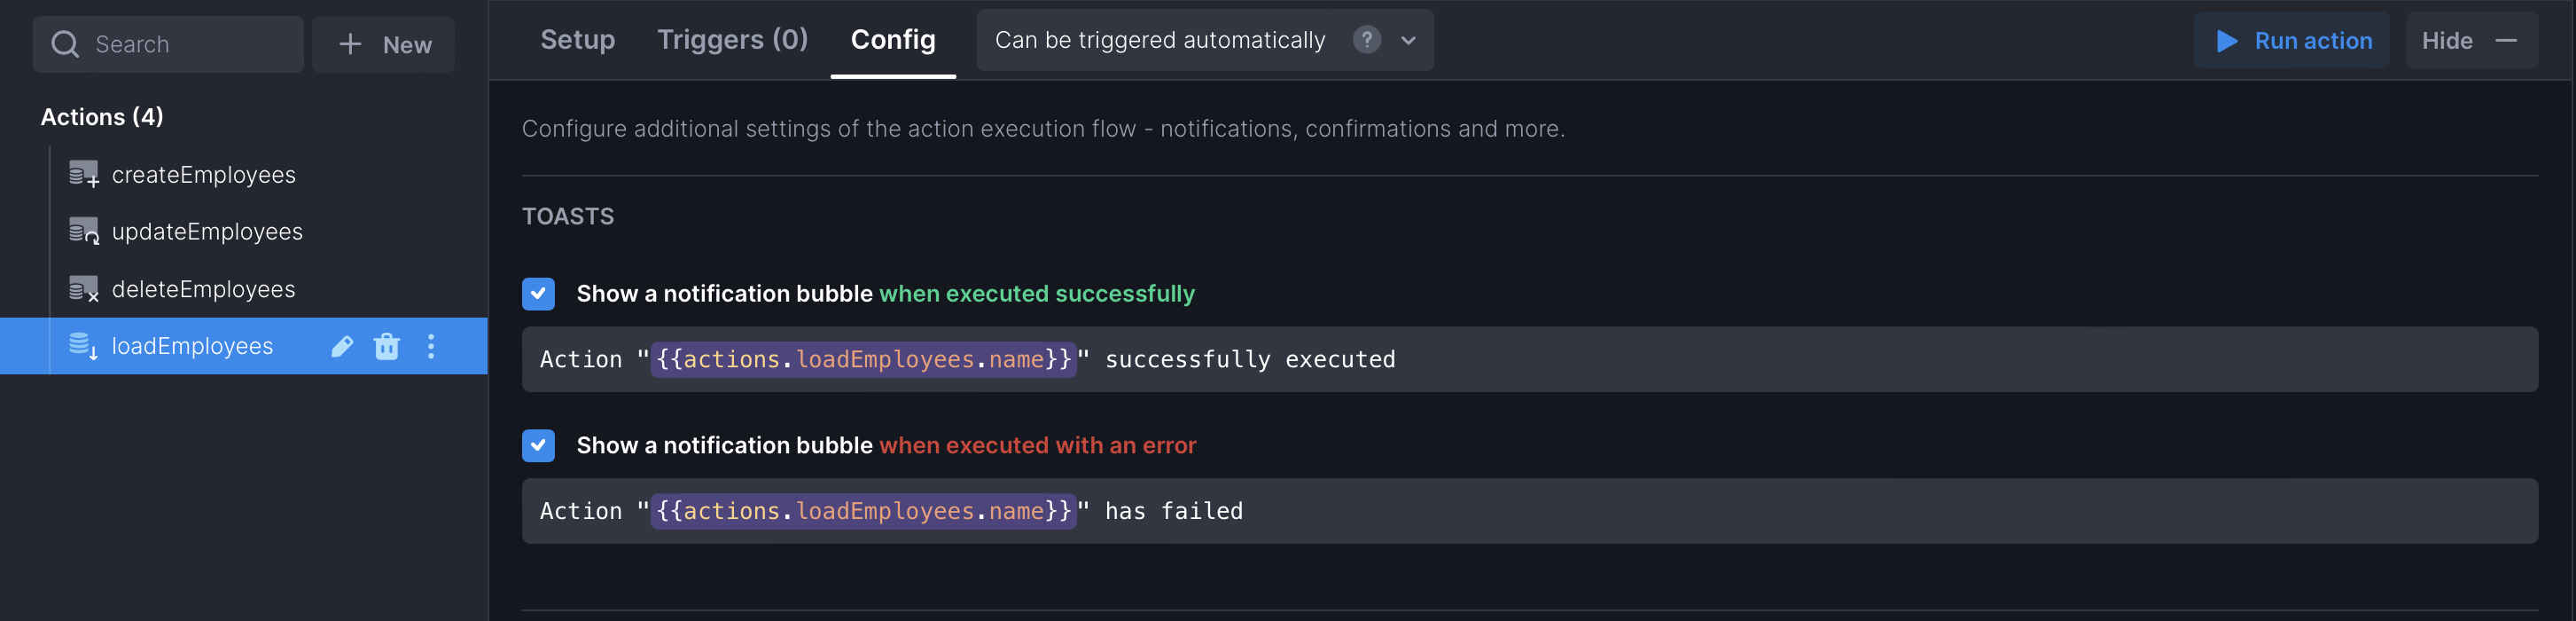 Search
New
Actions (4)
createEmployees
updateEmployees
deleteEmployees
loadEmployees
Setup
Triggers (0)
Config
Can be triggered automatically
?
Run action
Hide
Configure additional settings of the action execution flow - notifications, confirmations and more.
TOASTS
Show a notification bubble when executed successfully
Action "{{actions.loadEmployees.name}}" successfully executed
Show a notification bubble when executed with an error
Action "{{actions.loadEmployees.name}}" has failed